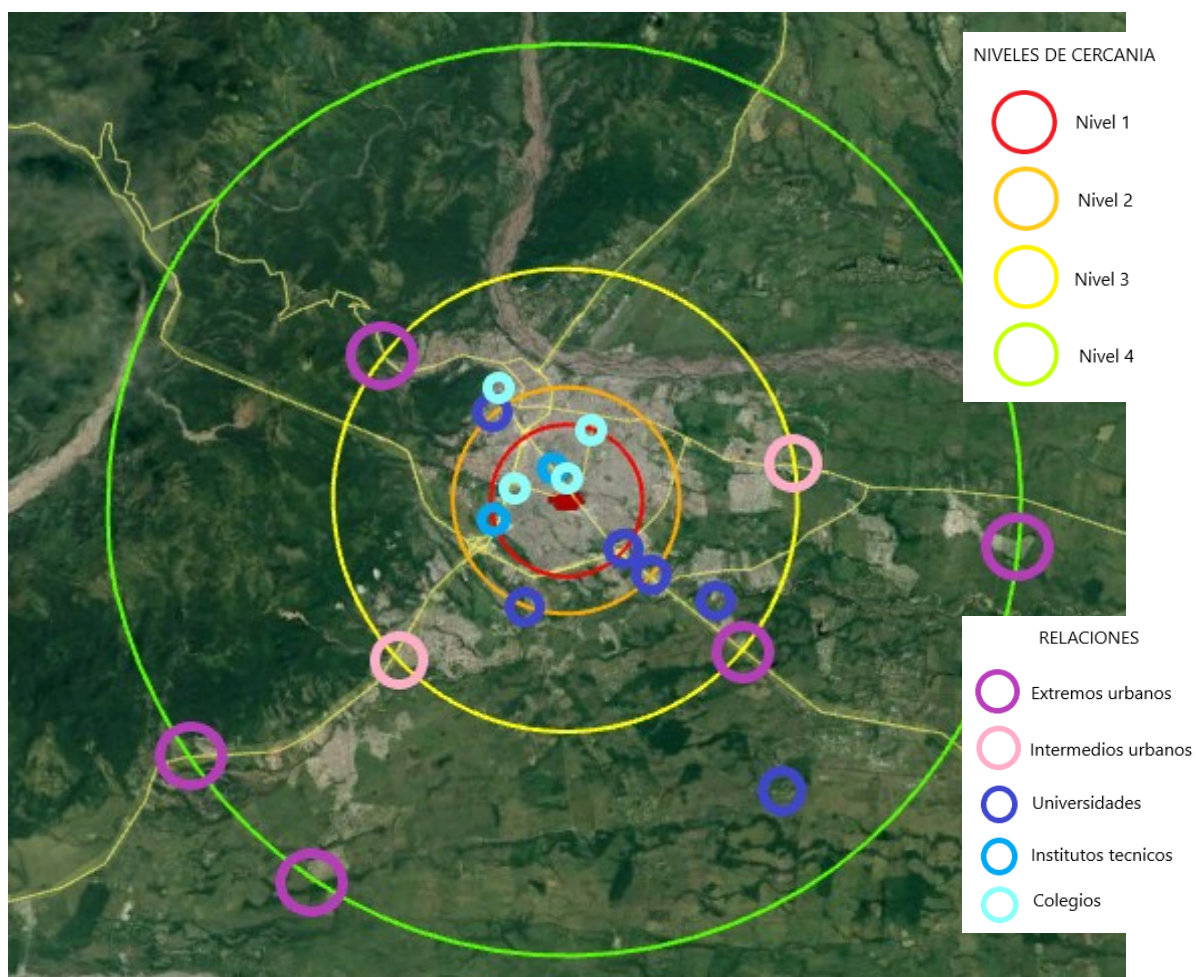 NIVELES DE CERCANIA
Nivel 1
Nivel 2
Nivel 3
Nivel 4
RELACIONES
Extremos urbanos
Intermedios urbanos
Universidades
Institutos tecnicos
Colegios